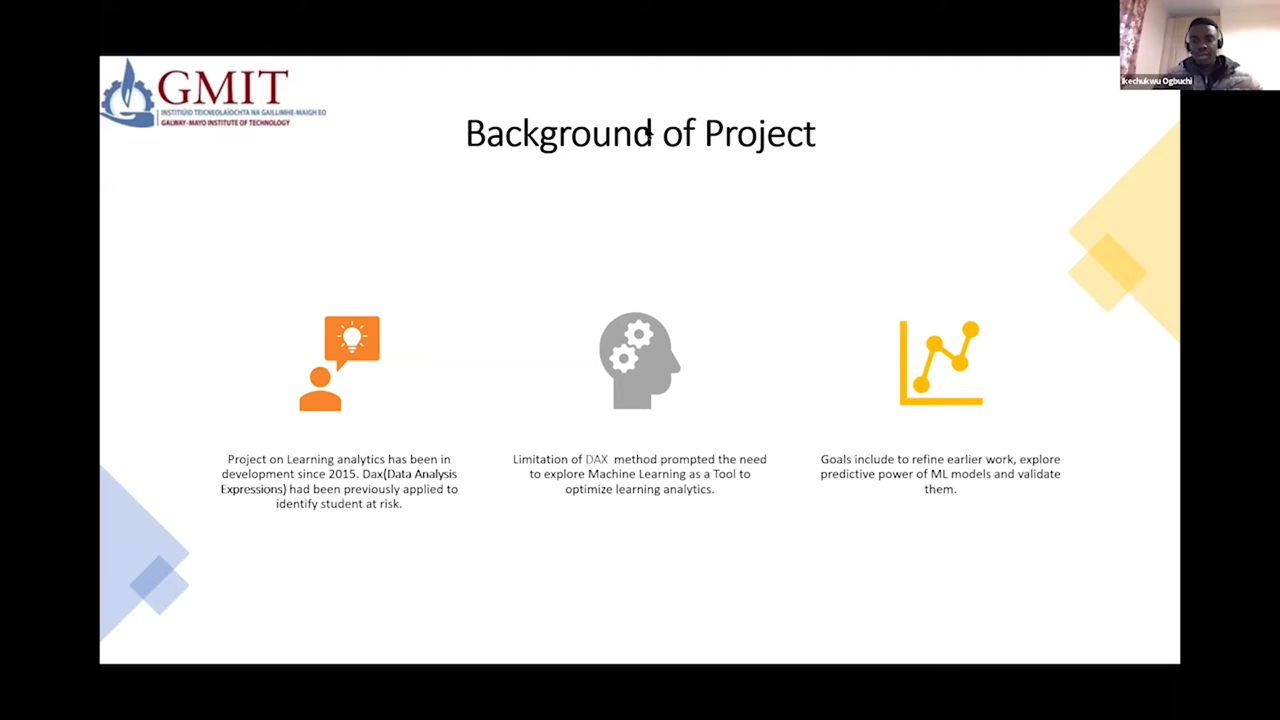 GMIT
INSTITIÚID TEICNEOLAÍOCHTA NA GAILLIMHE-MAIGH EO
GALWAY-MAYO INSTITUTE OF TECHNOLOGY
Ikechukwu Ogbuchi
Background of Project
Project on Learning analytics has been in
development since 2015. Dax(Data Analysis
Expressions) had been previously applied to
identify student at risk.
Limitation of DAX method prompted the need
to explore Machine Learning as a Tool to
optimize learning analytics.
Goals include to refine earlier work, explore
predictive power of ML models and validate
them.